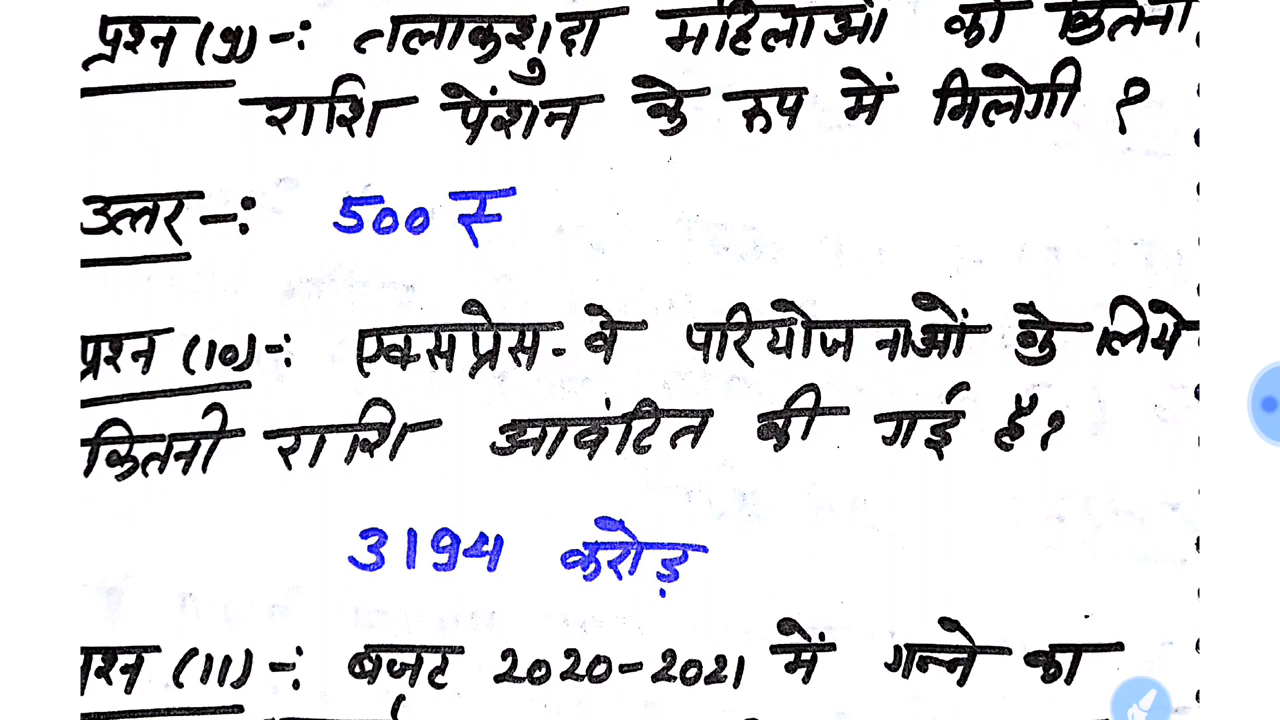 प्रश्न (9)-: तलाकशुदा महिलाओं को कितनी
राशि पेंशन के रुप में मिलेगी ?
उत्तर-: 500 ₹
प्रश्न (10)-: एक्सप्रेस-वे परियोजनाओं के लिये
कितनी राशि आवंटित की गई है?
3194 करोड़
प्रश्न (11)-: बजट 2020-2021 में गन्ने का